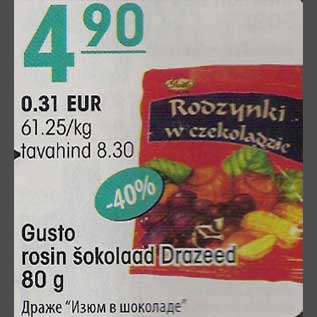 4.90
0.31 EUR
61.25/kg
tavahind 8.30
Rodzynki
w czekoladzie
-40%
Gusto
rosin šokolaad Drazeed
80 g
Драже "Изюм в шоколаде"